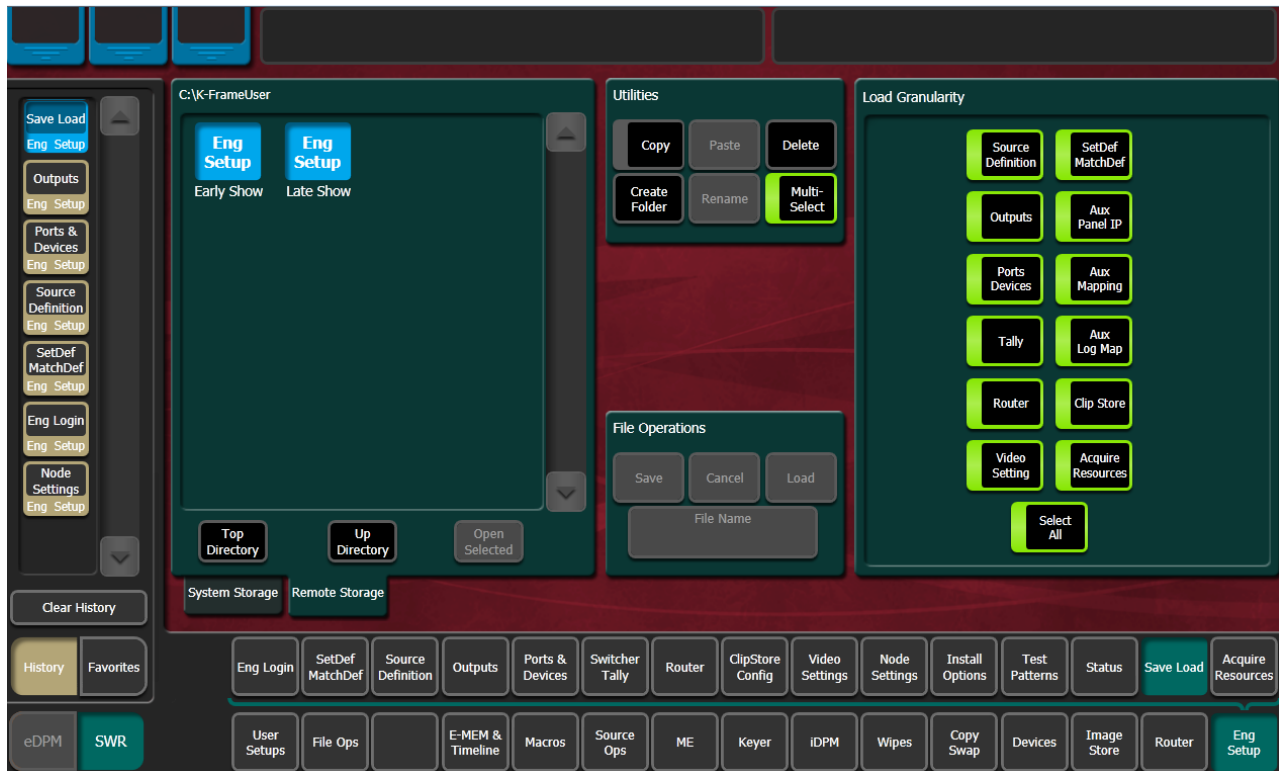 Save Load
Eng Setup
Outputs
Eng Setup
Ports &
Devices
Eng Setup
Source
Definition
Eng Setup
SetDef
MatchDef
Eng Setup
Eng Login
Eng Setup
Node
Settings
Eng Setup
Clear History
History
Favorites
eDPM
SWR
C:\K-FrameUser
Eng
Setup
Early Show
Eng
Setup
Late Show
Top
Directory
Up
Directory
Open
Selected
System Storage
Remote Storage
Utilities
Copy
Paste
Delete
Create
Folder
Rename
Multi-
Select
File Operations
Save
Cancel
Load
File Name
Load Granularity
Source
Definition
SetDef
MatchDef
Outputs
Aux
Panel IP
Ports
Devices
Aux
Mapping
Tally
Aux
Log Map
Router
Clip Store
Video
Setting
Acquire
Resources
Select
All
Eng Login
SetDef
MatchDef
Source
Definition
Outputs
Ports &
Devices
Switcher
Tally
Router
ClipStore
Config
Video
Settings
Node
Settings
Install
Options
Test
Patterns
Status
Save Load
Acquire
Resources
User
Setups
File Ops
E-MEM &
Timeline
Macros
Source
Ops
ME
Keyer
iDPM
Wipes
Copy
Swap
Devices
Image
Store
Router
Eng
Setup